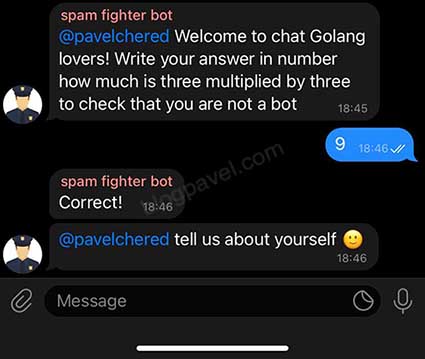 spam fighter bot
@pavelchered Welcome to chat Golang
lovers! Write your answer in number
how much is three multiplied by three
to check that you are not a bot
18:45
9 18:46
blogpavel.com
spam fighter bot
Correct! 18:46
@pavelchered tell us about yourself 🙂
18:46
Message